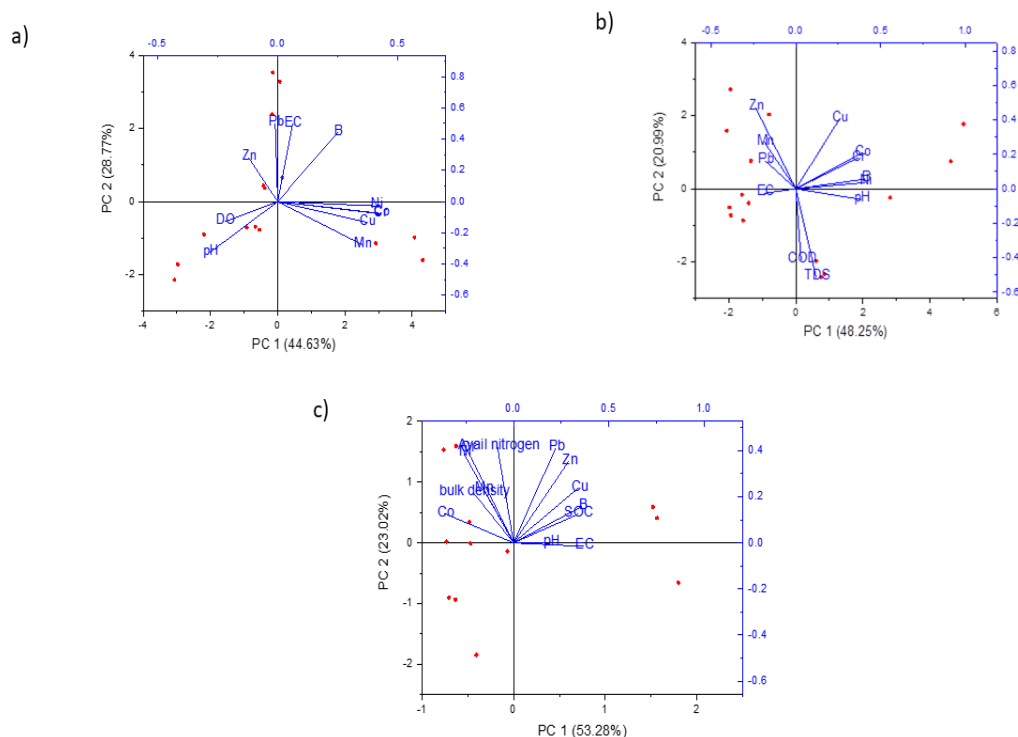 a)
-0.5 0.0 0.5
4
2
0
-2
PC 2 (28.77%)
0.8
0.6
0.4
0.2
0.0
-0.2
-0.4
-0.6
Pb EC
B
Zn
Ni
Co
Cu
DO
Mn
pH
-4 -2 0 2 4
PC 1 (44.63%)
b)
-0.5 0.0 0.5 1.0
4
2
0
-2
PC 2 (20.99%)
0.8
0.6
0.4
0.2
0.0
-0.2
-0.4
-0.6
Zn
Cu
Mn
Co
Cr
Pb
B
Ni
EC
pH
COD
TDS
-2 0 2 4 6
PC 1 (48.25%)
c)
0.0 0.5 1.0
2
1
0
-1
-2
PC 2 (23.02%)
0.4
0.2
0.0
-0.2
-0.4
-0.6
Avail nitrogen
Pb
Zn
Mn
Cu
bulk density
B
Co
SOC
pH EC
-1 0 1 2
PC 1 (53.28%)